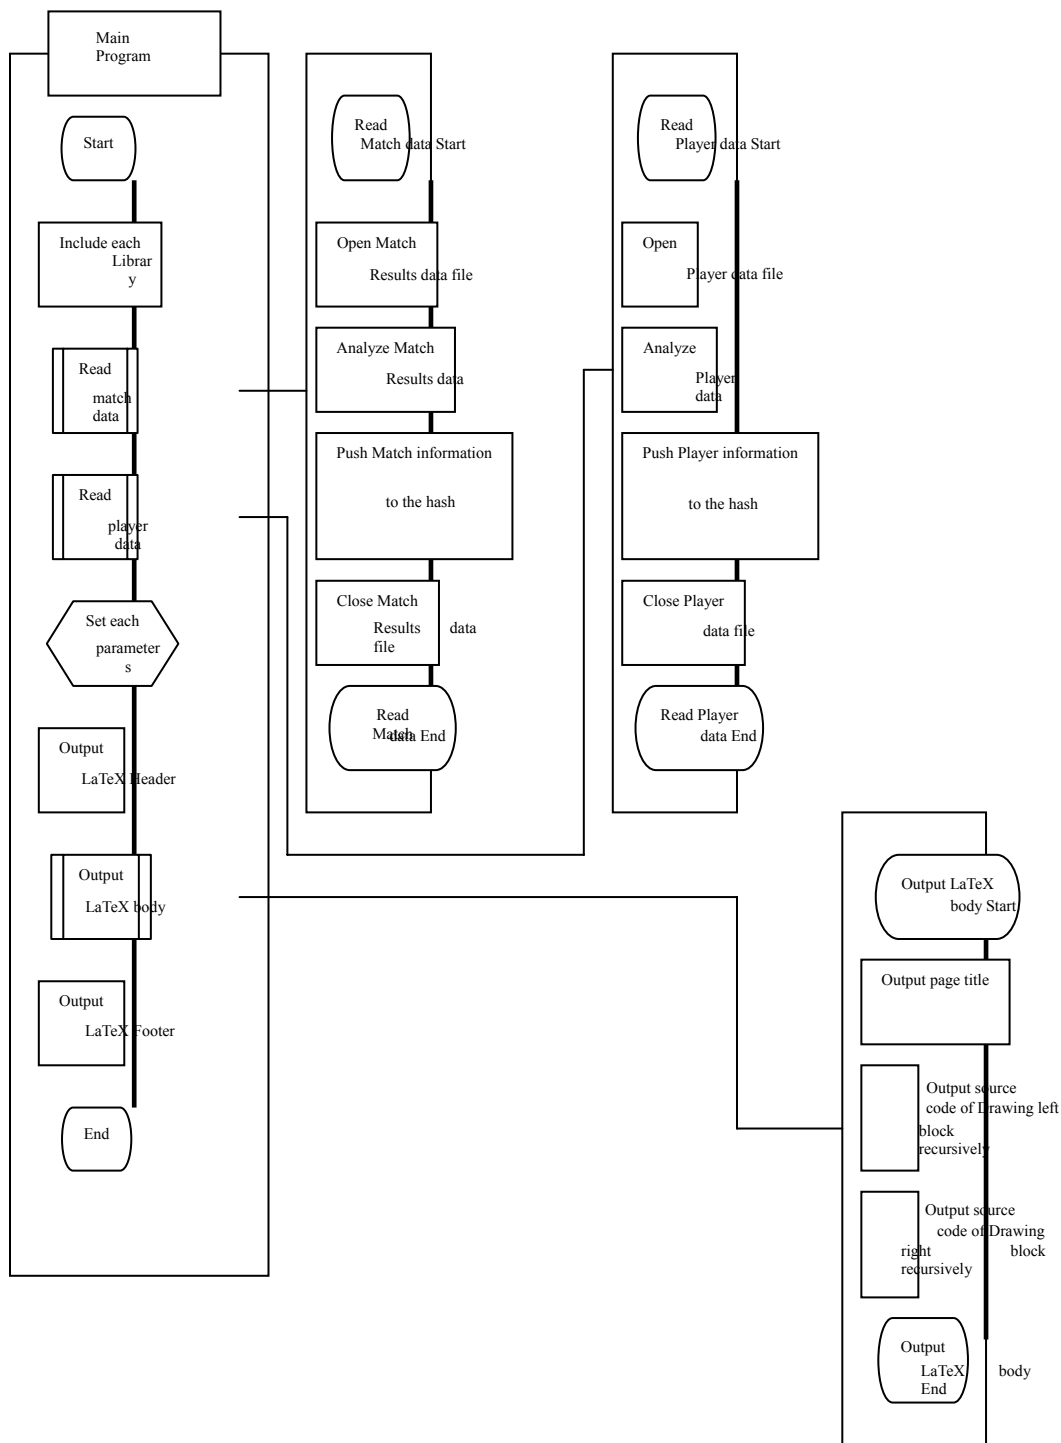 Main
Program
Start
Include each
Librar
y
Read
match
data
Read
player
data
Set each
parameter
s
Output
LaTeX Header
Output
LaTeX body
Output
LaTeX Footer
End
Read
Match data Start
Open Match
Results data file
Analyze Match
Results data
Push Match information
to the hash
Close Match
Results data
file
Read
Match
data End
Read
Player data Start
Open
Player data file
Analyze
Player
data
Push Player information
to the hash
Close Player
data file
Read Player
data End
Output LaTeX
body Start
Output page title
Output source
code of Drawing left
block
recursively
Output source
code of Drawing
right block
recursively
Output
LaTeX body
End